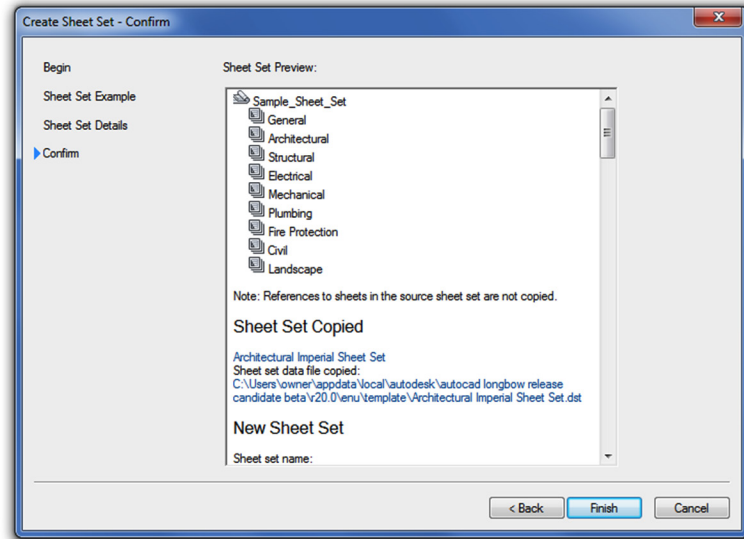 Create Sheet Set - Confirm
x
Begin
Sheet Set Example
Sheet Set Details
Confirm
Sheet Set Preview:
Sample_Sheet_Set
General
Architectural
Structural
Electrical
Mechanical
Plumbing
Fire Protection
Civil
Landscape
Note: References to sheets in the source sheet set are not copied.
Sheet Set Copied
Architectural Imperial Sheet Set
Sheet set data file copied:
C:\Users\owner\appdata\local\autodesk\autocad longbow release
candidate beta\r20.0\enu\template\Architectural Imperial Sheet Set.dst
New Sheet Set
Sheet set name:
< Back
Finish
Cancel